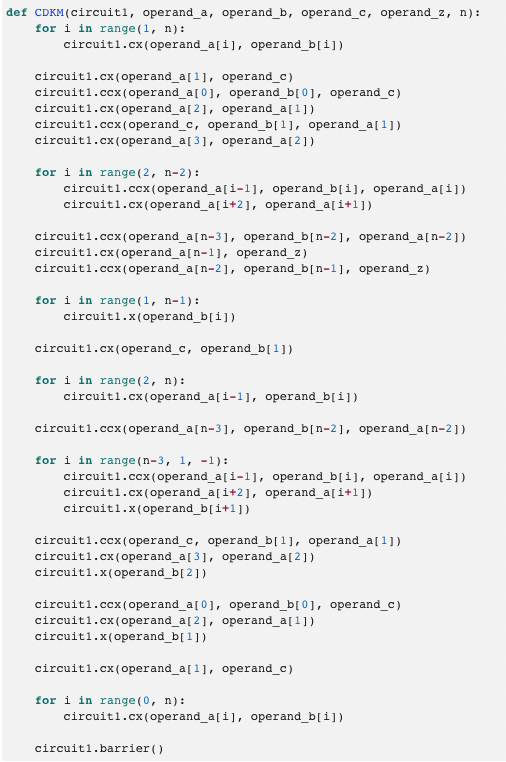 def CDKM(circuit1, operand_a, operand_b, operand_c, operand_z, n):
    for i in range(1, n):
        circuit1.cx(operand_a[i], operand_b[i])

    circuit1.cx(operand_a[1], operand_c)
    circuit1.ccx(operand_a[0], operand_b[0], operand_c)
    circuit1.cx(operand_a[2], operand_a[1])
    circuit1.ccx(operand_c, operand_b[1], operand_a[1])
    circuit1.cx(operand_a[3], operand_a[2])

    for i in range(2, n-2):
        circuit1.ccx(operand_a[i-1], operand_b[i], operand_a[i])
        circuit1.cx(operand_a[i+2], operand_a[i+1])

    circuit1.ccx(operand_a[n-3], operand_b[n-2], operand_a[n-2])
    circuit1.cx(operand_a[n-1], operand_z)
    circuit1.ccx(operand_a[n-2], operand_b[n-1], operand_z)

    for i in range(1, n-1):
        circuit1.x(operand_b[i])

    circuit1.cx(operand_c, operand_b[1])

    for i in range(2, n):
        circuit1.cx(operand_a[i-1], operand_b[i])

    circuit1.ccx(operand_a[n-3], operand_b[n-2], operand_a[n-2])

    for i in range(n-3, 1, -1):
        circuit1.ccx(operand_a[i-1], operand_b[i], operand_a[i])
        circuit1.cx(operand_a[i+2], operand_a[i+1])
        circuit1.x(operand_b[i+1])

    circuit1.ccx(operand_c, operand_b[1], operand_a[1])
    circuit1.cx(operand_a[3], operand_a[2])
    circuit1.x(operand_b[2])

    circuit1.ccx(operand_a[0], operand_b[0], operand_c)
    circuit1.cx(operand_a[2], operand_a[1])
    circuit1.x(operand_b[1])

    circuit1.cx(operand_a[1], operand_c)

    for i in range(0, n):
        circuit1.cx(operand_a[i], operand_b[i])

    circuit1.barrier()